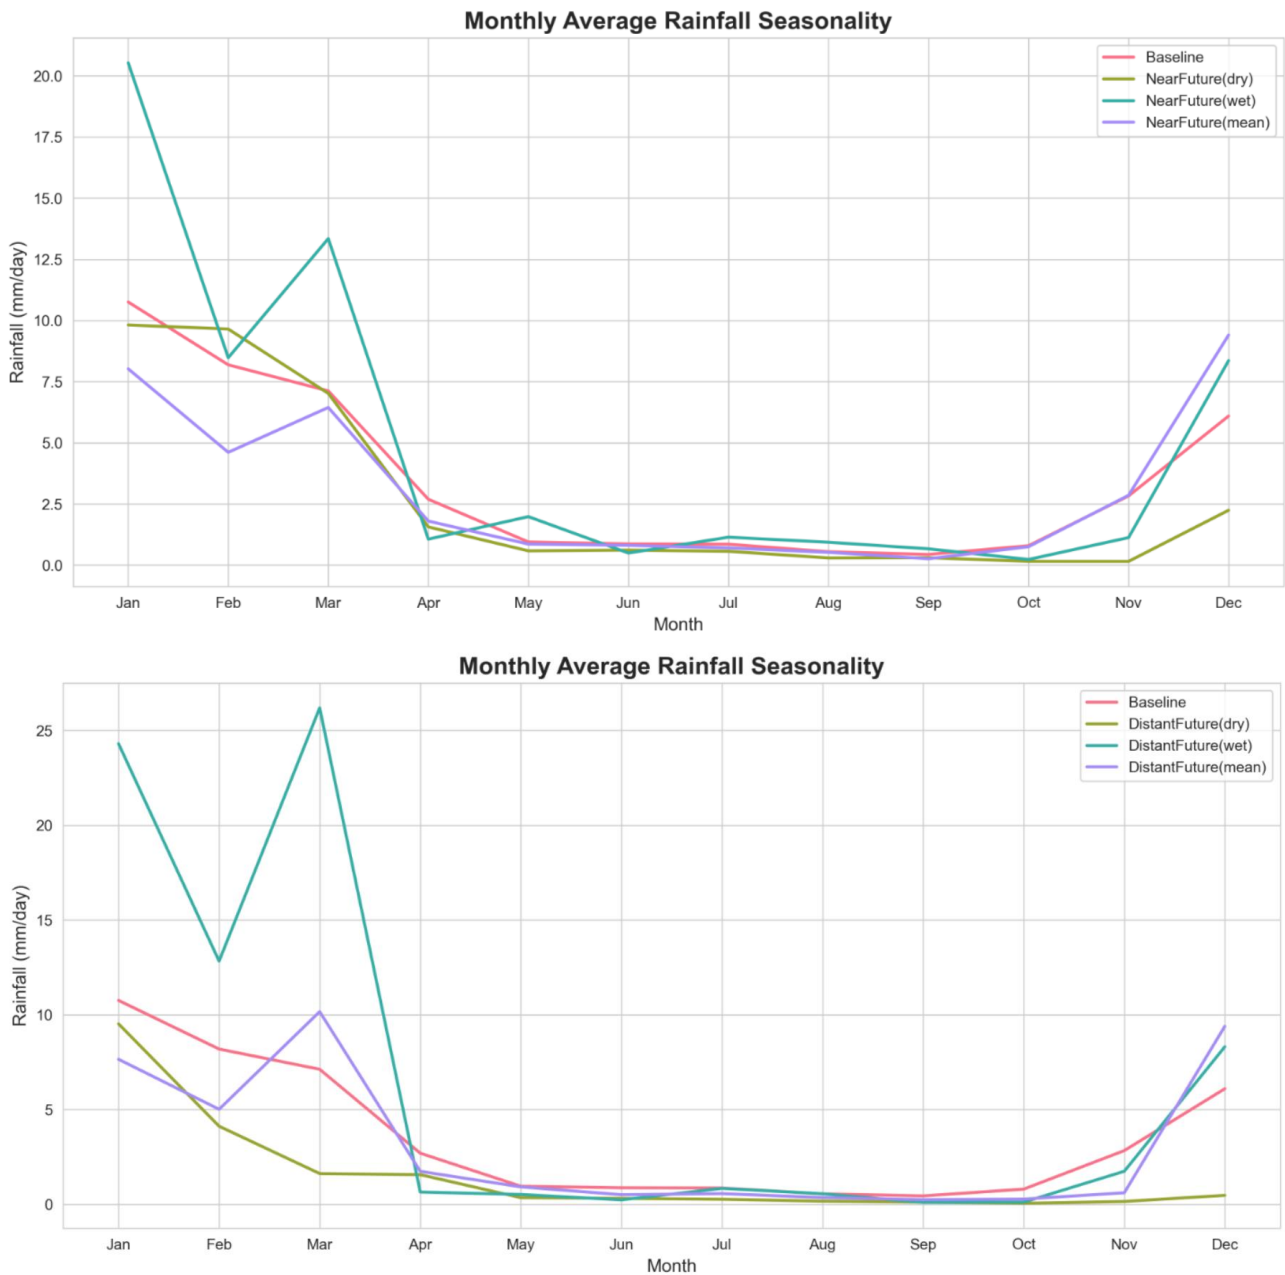 Monthly Average Rainfall Seasonality
Baseline
NearFuture(dry)
NearFuture(wet)
NearFuture(mean)
20.0
17.5
15.0
12.5
10.0
7.5
5.0
2.5
0.0
Rainfall (mm/day)
Jan Feb Mar Apr May Jun Jul Aug Sep Oct Nov Dec
Month
Monthly Average Rainfall Seasonality
Baseline
DistantFuture(dry)
DistantFuture(wet)
DistantFuture(mean)
25
20
15
10
5
0
Rainfall (mm/day)
Jan Feb Mar Apr May Jun Jul Aug Sep Oct Nov Dec
Month